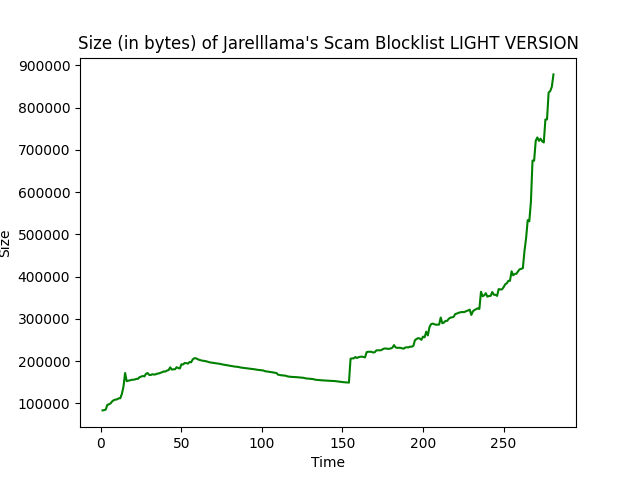 Size (in bytes) of Jarelllama's Scam Blocklist LIGHT VERSION
900000
800000
700000
600000
500000
400000
300000
200000
100000
Size
0 50 100 150 200 250
Time